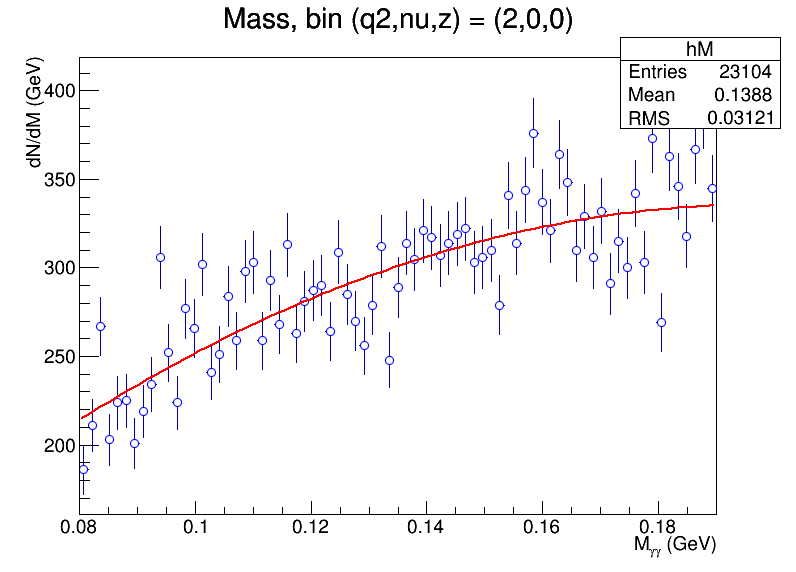 Mass, bin (q2,nu,z) = (2,0,0)
hM
Entries 23104
Mean 0.1388
RMS 0.03121
dN/dM (GeV)
400
350
300
250
200
0.08 0.1 0.12 0.14 0.16 0.18
Mγγ (GeV)